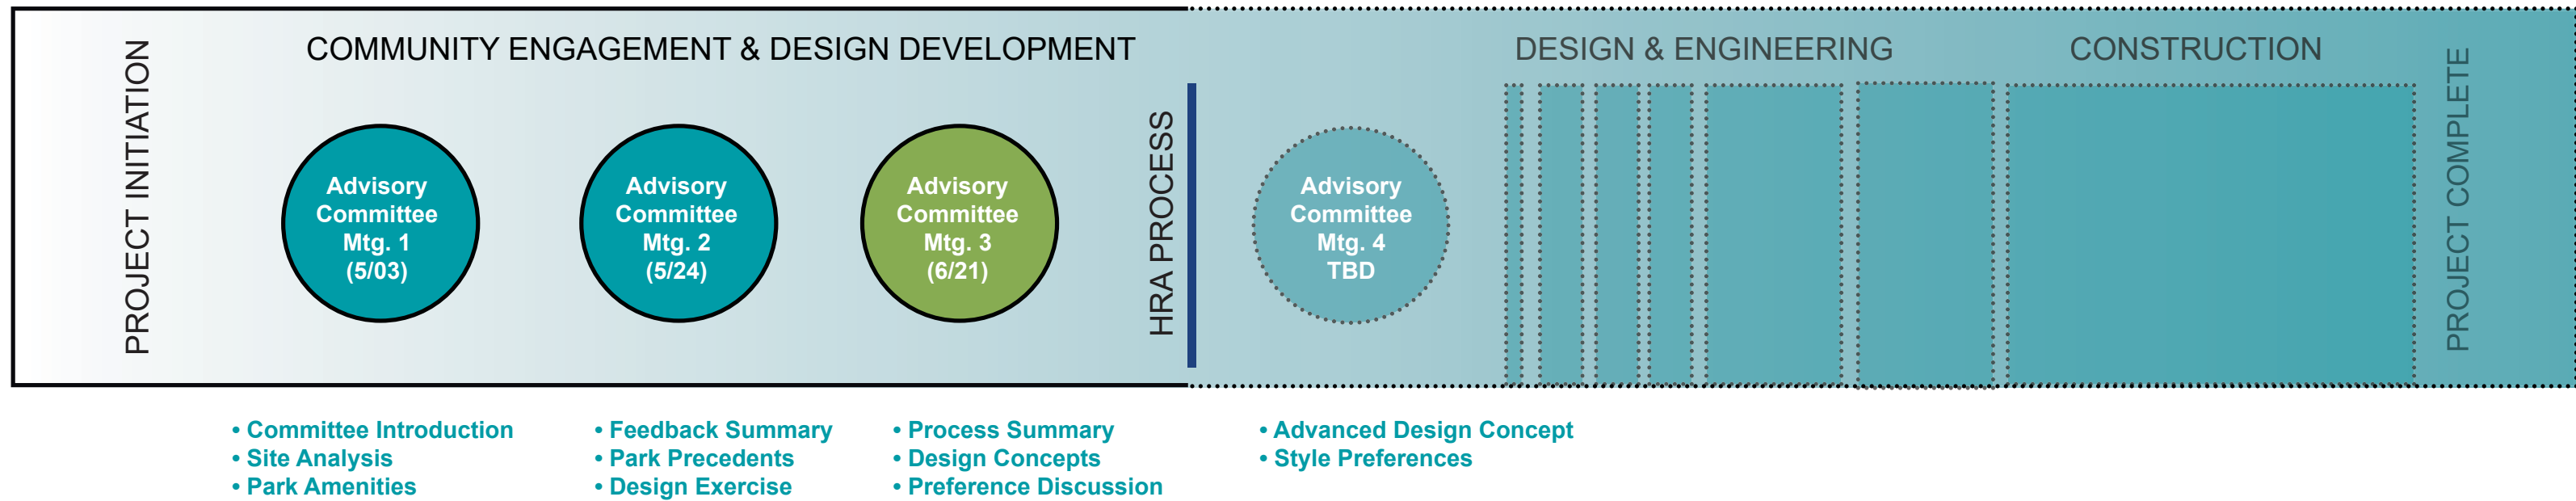 PROJECT INITIATION
COMMUNITY ENGAGEMENT & DESIGN DEVELOPMENT
Advisory
Committee
Mtg. 1
(5/03)
Advisory
Committee
Mtg. 2
(5/24)
Advisory
Committee
Mtg. 3
(6/21)
HRA PROCESS
Advisory
Committee
Mtg. 4
TBD
DESIGN & ENGINEERING
CONSTRUCTION
PROJECT COMPLETE
• Committee Introduction
• Site Analysis
• Park Amenities
• Feedback Summary
• Park Precedents
• Design Exercise
• Process Summary
• Design Concepts
• Preference Discussion
• Advanced Design Concept
• Style Preferences